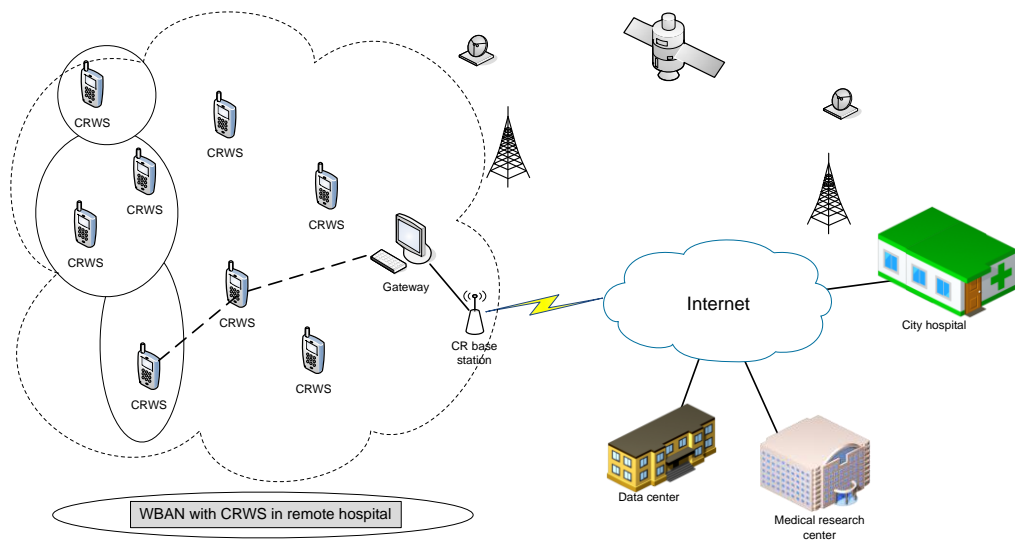 CRWS
CRWS
CRWS
CRWS
CRWS
CRWS
CRWS
CRWS
Gateway
CR base
station
Internet
City hospital
Data center
Medical research
center
WBAN with CRWS in remote hospital